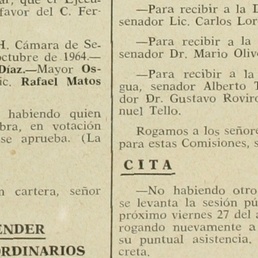 favor del C. Fer-
H. Cámara de Se-
octubre de 1964.—
Díaz.—Mayor Os-
ic. Rafael Matos
habiendo quien
bra, en votación
se aprueba. (La
n cartera, señor
ENDER
ORDINARIOS
—Para recibir a la
senador Lic. Carlos Lor
—Para recibir a la
senador Dr. Mario Olive
—Para recibir a la
gua, senador Alberto
dor Dr. Gustavo Roviro
nuel Tello.
Rogamos a los señore
para estas Comisiones, s
CITA
—No habiendo otro
se levanta la sesión pú
próximo viernes 27 del a
rogando nuevamente a
su puntual asistencia,
creta.